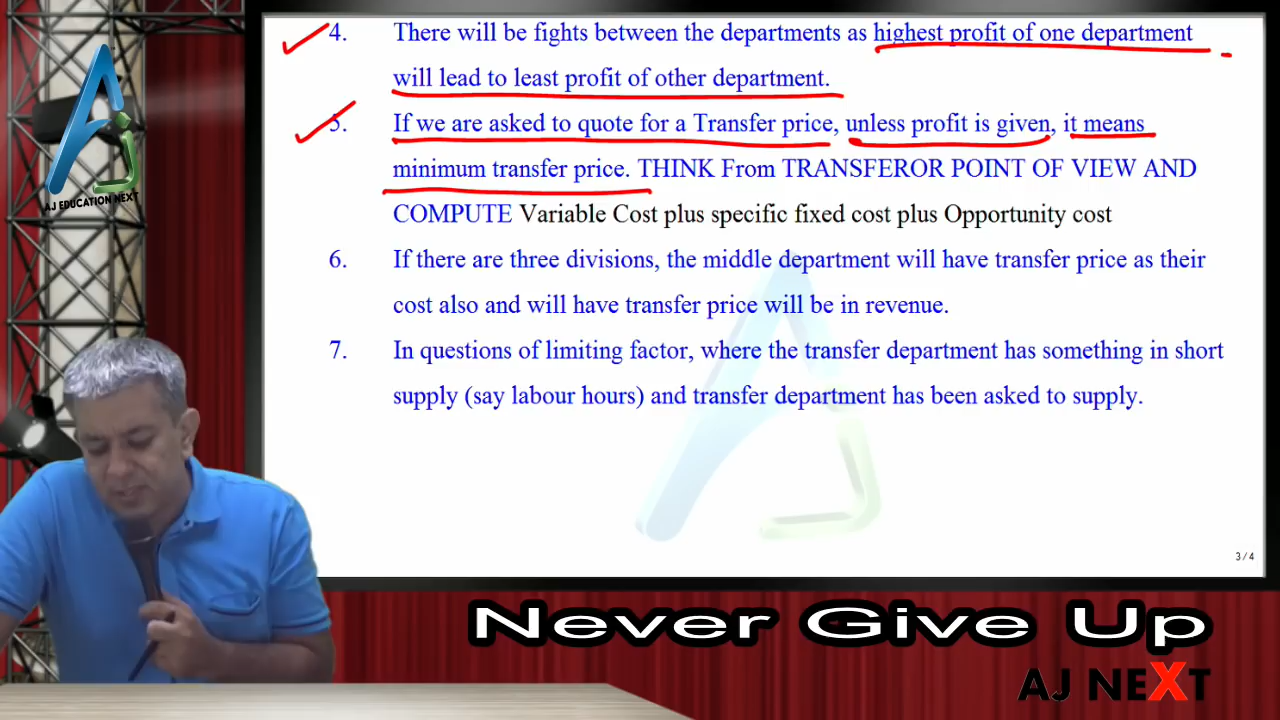 4. There will be fights between the departments as highest profit of one department
will lead to least profit of other department.
5. If we are asked to quote for a Transfer price, unless profit is given, it means
minimum transfer price. THINK From TRANSFEROR POINT OF VIEW AND
COMPUTE Variable Cost plus specific fixed cost plus Opportunity cost
6. If there are three divisions, the middle department will have transfer price as their
cost also and will have transfer price will be in revenue.
7. In questions of limiting factor, where the transfer department has something in short
supply (say labour hours) and transfer department has been asked to supply.
AJ EDUCATION NEXT
3/4
Never Give Up
AJ NEXT